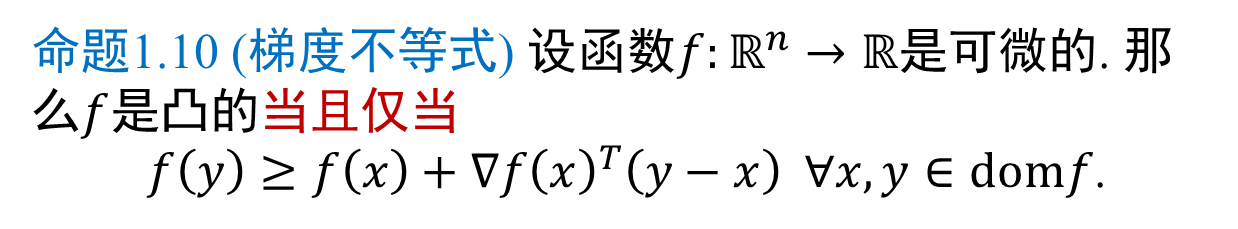 命题1.10 (梯度不等式) 设函数𝑓: ℝⁿ → ℝ是可微的. 那
么𝑓是凸的当且仅当
𝑓(𝑦) ≥ 𝑓(𝑥) + ∇𝑓(𝑥)ᵀ(𝑦 − 𝑥) ∀𝑥, 𝑦 ∈ dom𝑓.